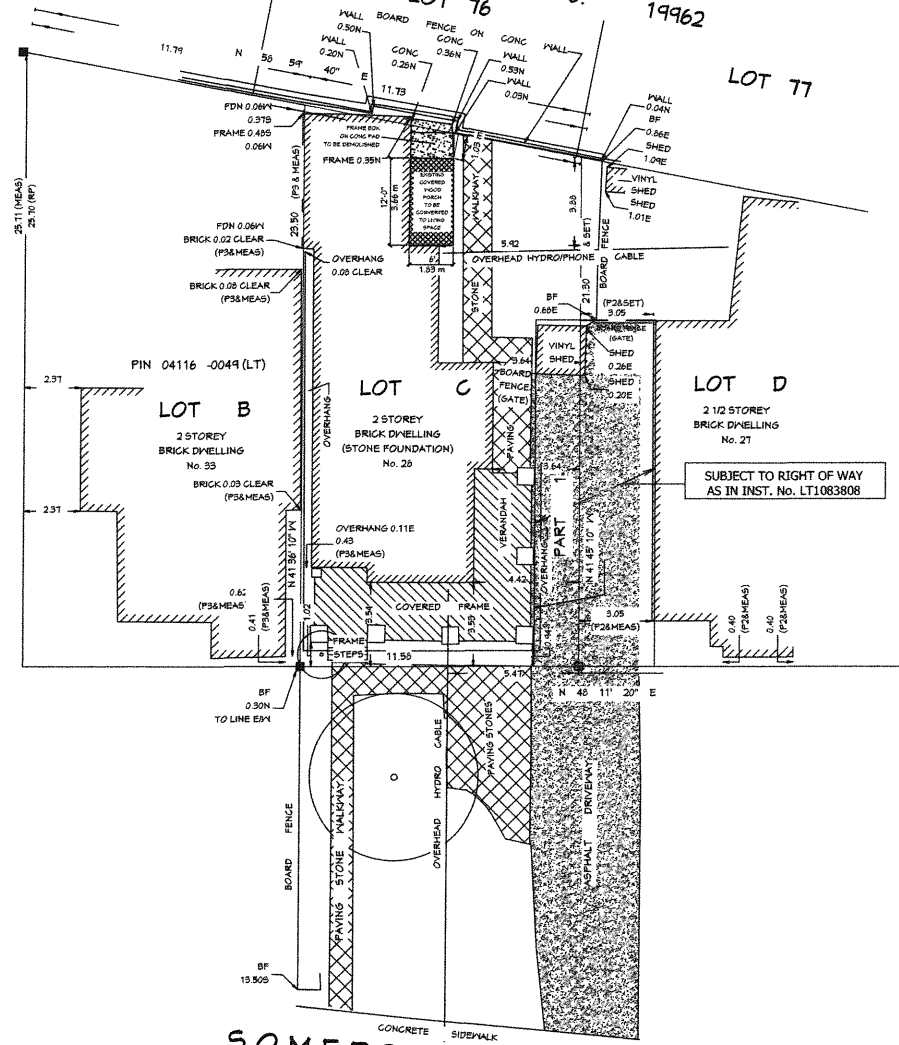 LOT 76
19962
LOT 77
WALL
0.50N
BOARD FENCE ON CONC WALL
WALL
0.20N
CONC
0.25N
CONC
0.36N
WALL
0.53N
WALL
0.03N
11.79
N 58 59' 40" E
11.73
WALL
0.04N
BF
0.86E
SHED
1.09E
VINYL
SHED
SHED
1.01E
FDN 0.06W
0.37S
FRAME 0.48S
0.06W
FRAME BOX
ON CONC PAD
TO BE DEMOLISHED
FRAME 0.35N
1.03 m
25.71 (MEAS)
25.70 (RP)
23.50 (P3 & MEAS)
12'-0"
3.66 m
EXISTING
COVERED
WOOD
PORCH
TO BE
CONVERTED
TO LIVING
SPACE
1.83 m
STONE WALKWAY
3.88
21.30
& SET)
BOARD FENCE
5.92
OVERHEAD HYDRO/PHONE CABLE
FDN 0.06W
BRICK 0.02 CLEAR
(P3&MEAS)
OVERHANG
0.08 CLEAR
BRICK 0.08 CLEAR
(P3&MEAS)
BF
0.88E
(P2&SET)
3.05
(GATE)
VINYL
SHED
SHED
0.26E
SHED
0.20E
PIN 04116 -0049 (LT)
2.37
3.64
BOARD
FENCE
(GATE)
LOT B
2 STOREY
BRICK DWELLING
No. 33
OVERHANG
LOT C
2 STOREY
BRICK DWELLING
(STONE FOUNDATION)
No. 28
PAVING
LOT D
2 1/2 STOREY
BRICK DWELLING
No. 27
3.64
SUBJECT TO RIGHT OF WAY
AS IN INST. No. LT1083808
BRICK 0.03 CLEAR
(P3&MEAS)
2.37
N 41 36' 10" W
OVERHANG 0.11E
0.43
(P3&MEAS)
VERANDAH
OVERHANG
PART 1
N 41 45' 10" W
4.42
(P3&MEAS)
0.41
(P3&MEAS)
1.02
COVERED FRAME
3.54
3.59
3.05
(P2&MEAS)
0.40
(P2&MEAS)
0.40
(P2&MEAS)
FRAME
STEPS
11.58
5.47
N 48 11' 20" E
BF
0.30N
TO LINE E/W
BOARD FENCE
PAVING STONE WALKWAY
OVERHEAD HYDRO CABLE
PAVING STONES
ASPHALT DRIVEWAY
BF
13.50S
CONCRETE SIDEWALK